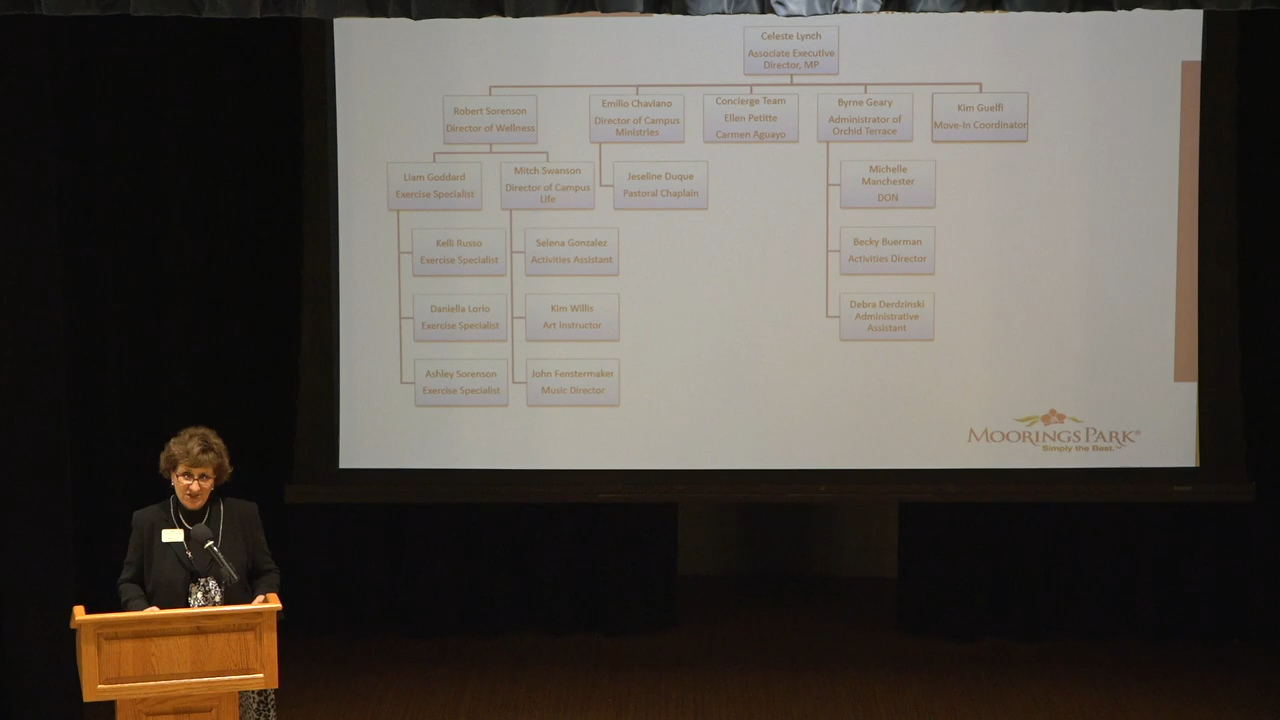 Celeste Lynch
Associate Executive
Director, MP
Robert Sorenson
Director of Wellness
Emilio Chaviano
Director of Campus
Ministries
Concierge Team
Ellen Petitte
Carmen Aguayo
Byrne Geary
Administrator of
Orchid Terrace
Kim Guelfi
Move-In Coordinator
Liam Goddard
Exercise Specialist
Mitch Swanson
Director of Campus
Life
Jeseline Duque
Pastoral Chaplain
Michelle
Manchester
DON
Kelli Russo
Exercise Specialist
Selena Gonzalez
Activities Assistant
Becky Buerman
Activities Director
Daniella Lorio
Exercise Specialist
Kim Willis
Art Instructor
Debra Derdzinski
Administrative
Assistant
Ashley Sorenson
Exercise Specialist
John Fenstermaker
Music Director
MOORINGS PARK®
Simply the Best.™